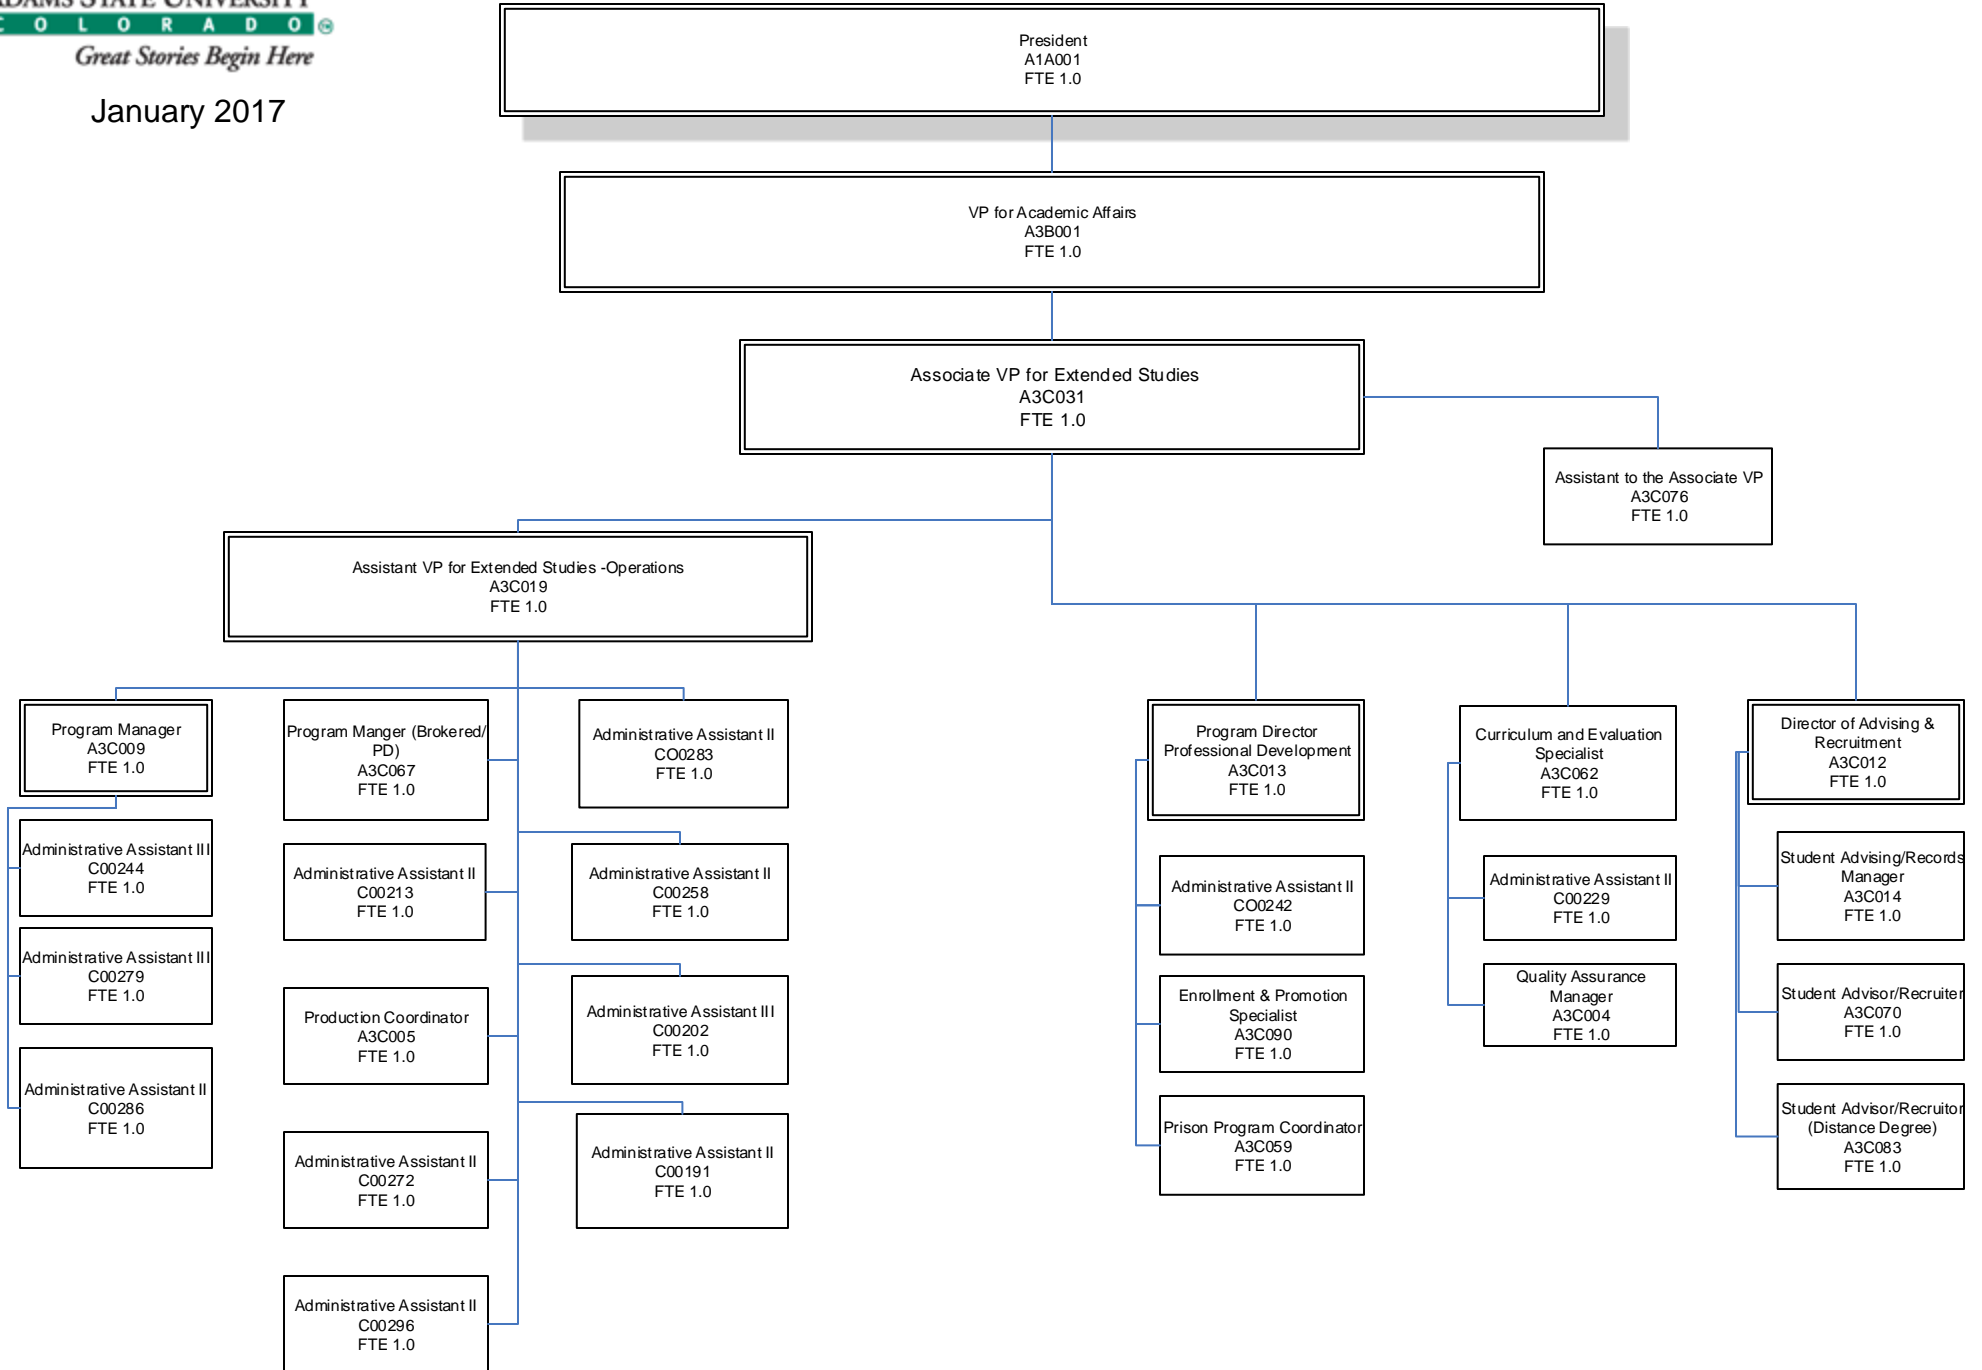 ADAMS STATE UNIVERSITY
COLORADO
Great Stories Begin Here
January 2017
President
A1A001
FTE 1.0
VP for Academic Affairs
A3B001
FTE 1.0
Associate VP for Extended Studies
A3C031
FTE 1.0
Assistant to the Associate VP
A3C076
FTE 1.0
Assistant VP for Extended Studies -Operations
A3C019
FTE 1.0
Program Manager
A3C009
FTE 1.0
Administrative Assistant III
C00244
FTE 1.0
Administrative Assistant III
C00279
FTE 1.0
Administrative Assistant II
C00286
FTE 1.0
Program Manger (Brokered/
PD)
A3C067
FTE 1.0
Administrative Assistant II
C00213
FTE 1.0
Production Coordinator
A3C005
FTE 1.0
Administrative Assistant II
C00272
FTE 1.0
Administrative Assistant II
C00296
FTE 1.0
Administrative Assistant II
CO0283
FTE 1.0
Administrative Assistant II
C00258
FTE 1.0
Administrative Assistant III
C00202
FTE 1.0
Administrative Assistant II
C00191
FTE 1.0
Program Director
Professional Development
A3C013
FTE 1.0
Administrative Assistant II
CO0242
FTE 1.0
Enrollment & Promotion
Specialist
A3C090
FTE 1.0
Prison Program Coordinator
A3C059
FTE 1.0
Curriculum and Evaluation
Specialist
A3C062
FTE 1.0
Administrative Assistant II
C00229
FTE 1.0
Quality Assurance
Manager
A3C004
FTE 1.0
Director of Advising &
Recruitment
A3C012
FTE 1.0
Student Advising/Records
Manager
A3C014
FTE 1.0
Student Advisor/Recruiter
A3C070
FTE 1.0
Student Advisor/Recruitor
(Distance Degree)
A3C083
FTE 1.0